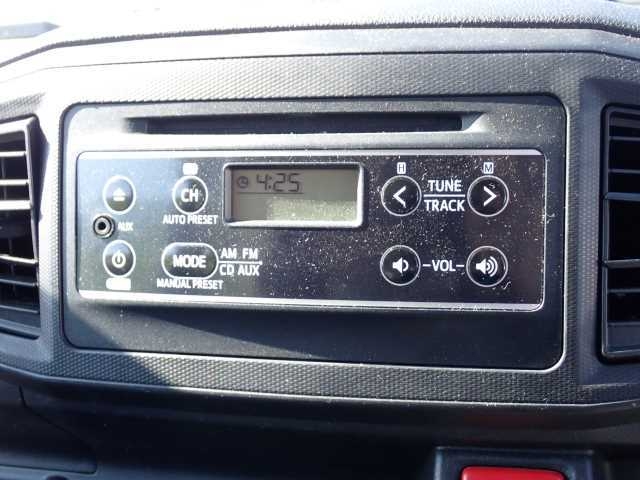 H M
CH 4:25 TUNE
TRACK
AUX AUTO PRESET
MODE AM FM
CD AUX -VOL-
MANUAL PRESET